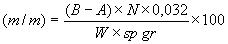 (m/m) = (B − A) × N × 0,032 / W × sp gr × 100